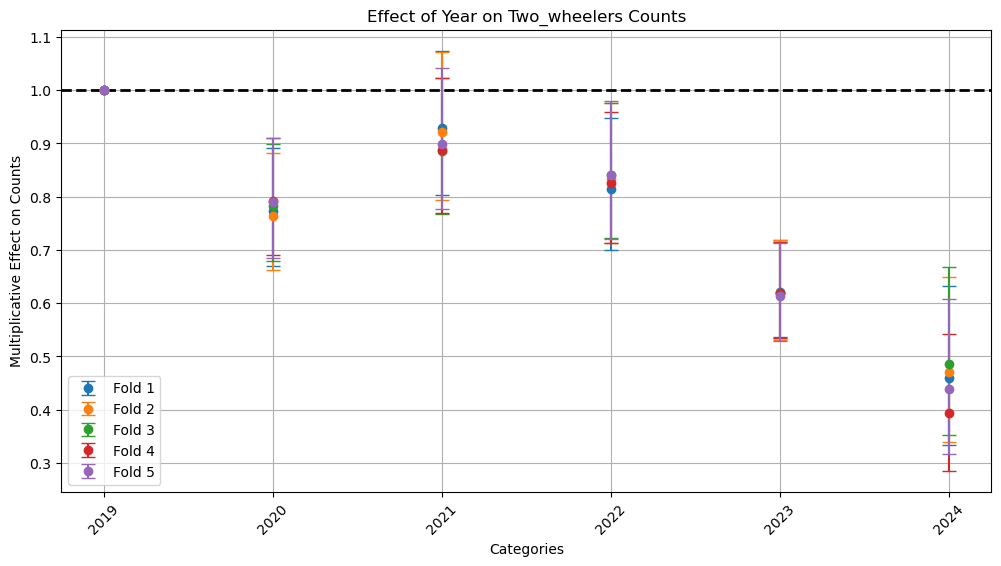 Effect of Year on Two_wheelers Counts
Multiplicative Effect on Counts
1.1
1.0
0.9
0.8
0.7
0.6
0.5
0.4
0.3
Fold 1
Fold 2
Fold 3
Fold 4
Fold 5
2019
2020
2021
2022
2023
2024
Categories